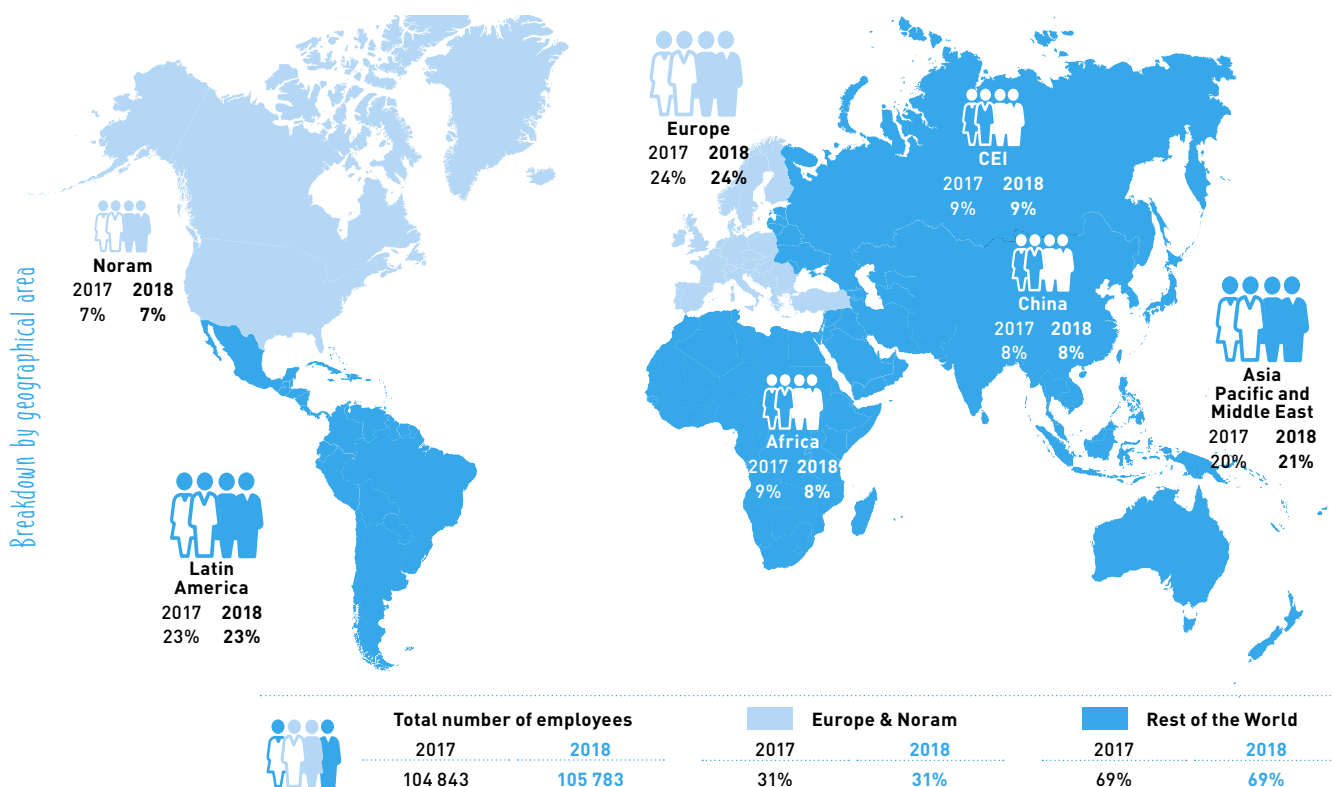 Breakdown by geographical area
Europe
2017 2018
24% 24%
CEI
2017 2018
9% 9%
Noram
2017 2018
7% 7%
China
2017 2018
8% 8%
Asia
Pacific and
Middle East
2017 2018
20% 21%
Africa
2017 2018
9% 8%
Latin
America
2017 2018
23% 23%
Total number of employees
2017 2018
104 843 105 783
Europe & Noram
2017 2018
31% 31%
Rest of the World
2017 2018
69% 69%